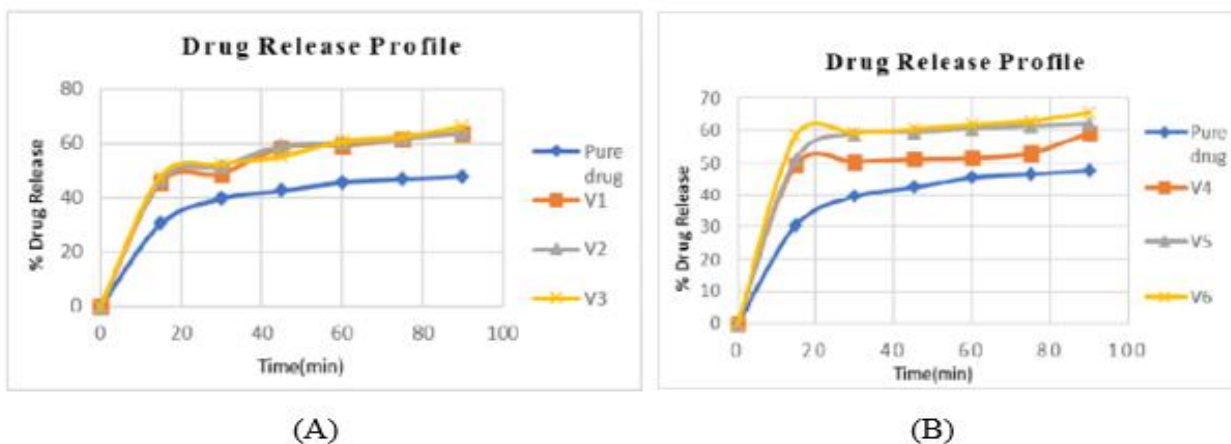 Drug Release Profile
% Drug Release
80
60
40
20
0
0 20 40 60 80 100
Time(min)
Pure
drug
V1
V2
V3
(A)
Drug Release Profile
% Drug Release
70
60
50
40
30
20
10
0
0 20 40 60 80 100
Time(min)
Pure
drug
V4
V5
V6
(B)